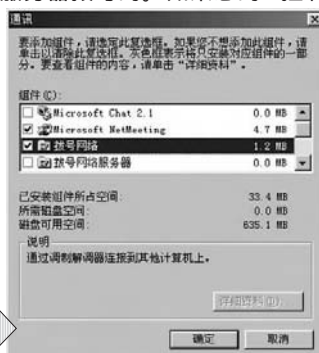 通讯
要添加组件，请选定此复选框。如果您不想添加此组件，请
单击以清除此复选框。灰色框表示将只安装对应组件的一部
分。要查看组件的内容，请单击“详细资料”。
组件(C)：
Microsoft Chat 2.1 0.0 MB
Microsoft NetMeeting 4.7 MB
拨号网络 1.2 MB
拨号网络服务器 0.0 MB
已安装组件所占空间： 33.4 MB
所需磁盘空间： 0.0 MB
磁盘可用空间： 635.1 MB
说明
通过调制解调器连接到其他计算机上。
详细资料(D)...
确定 取消